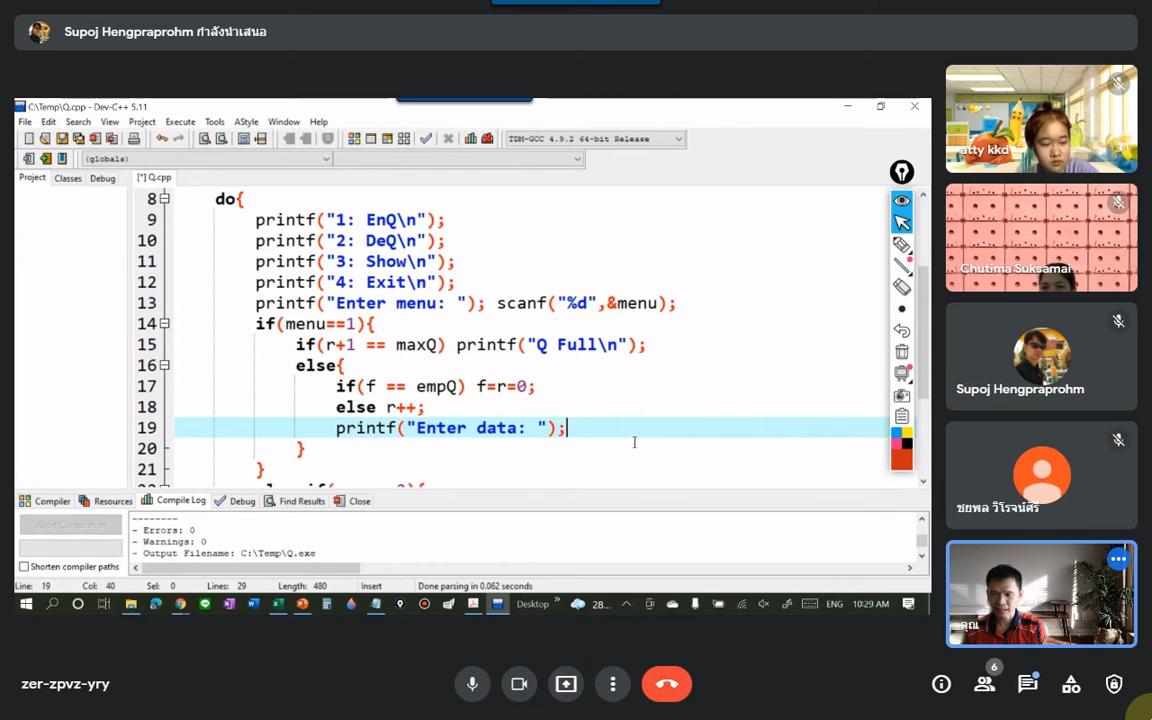 Supoj Hengpraprohm กำลังนำเสนอ
C:\Temp\Q.cpp - Dev-C++ 5.11
File Edit Search View Project Execute Tools AStyle Window Help
TDM-GCC 4.9.2 64-bit Release
(globals)
Project Classes Debug
[*] Q.cpp
8 do{
9 printf("1: EnQ\n");
10 printf("2: DeQ\n");
11 printf("3: Show\n");
12 printf("4: Exit\n");
13 printf("Enter menu: "); scanf("%d",&menu);
14 if(menu==1){
15 if(r+1 == maxQ) printf("Q Full\n");
16 else{
17 if(f == empQ) f=r=0;
18 else r++;
19 printf("Enter data: ");
20 }
21 }
Compiler Resources Compile Log Debug Find Results Close
Abort Compilation
Shorten compiler paths
--------
- Errors: 0
- Warnings: 0
- Output Filename: C:\Temp\Q.exe
Line: 19 Col: 40 Sel: 0 Lines: 29 Length: 480 Insert Done parsing in 0.062 seconds
Desktop 28... ENG 10:29 AM
atty kkd
Chutima Suksamai
Supoj Hengpraprohm
ชยพล วิโรจน์ศิริ
คุณ
zer-zpvz-yry
6